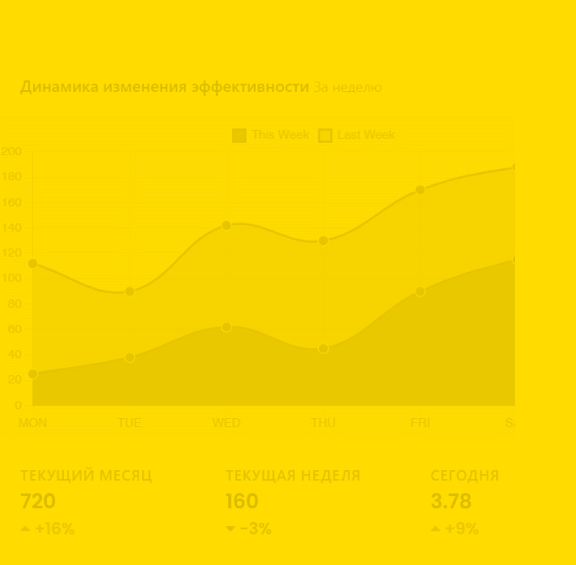 Динамика изменения эффективности За неделю
This Week Last Week
200
180
160
140
120
100
80
60
40
20
0
MON TUE WED THU FRI S
ТЕКУЩИЙ МЕСЯЦ ТЕКУЩАЯ НЕДЕЛЯ СЕГОДНЯ
720 160 3.78
+16% -3% +9%